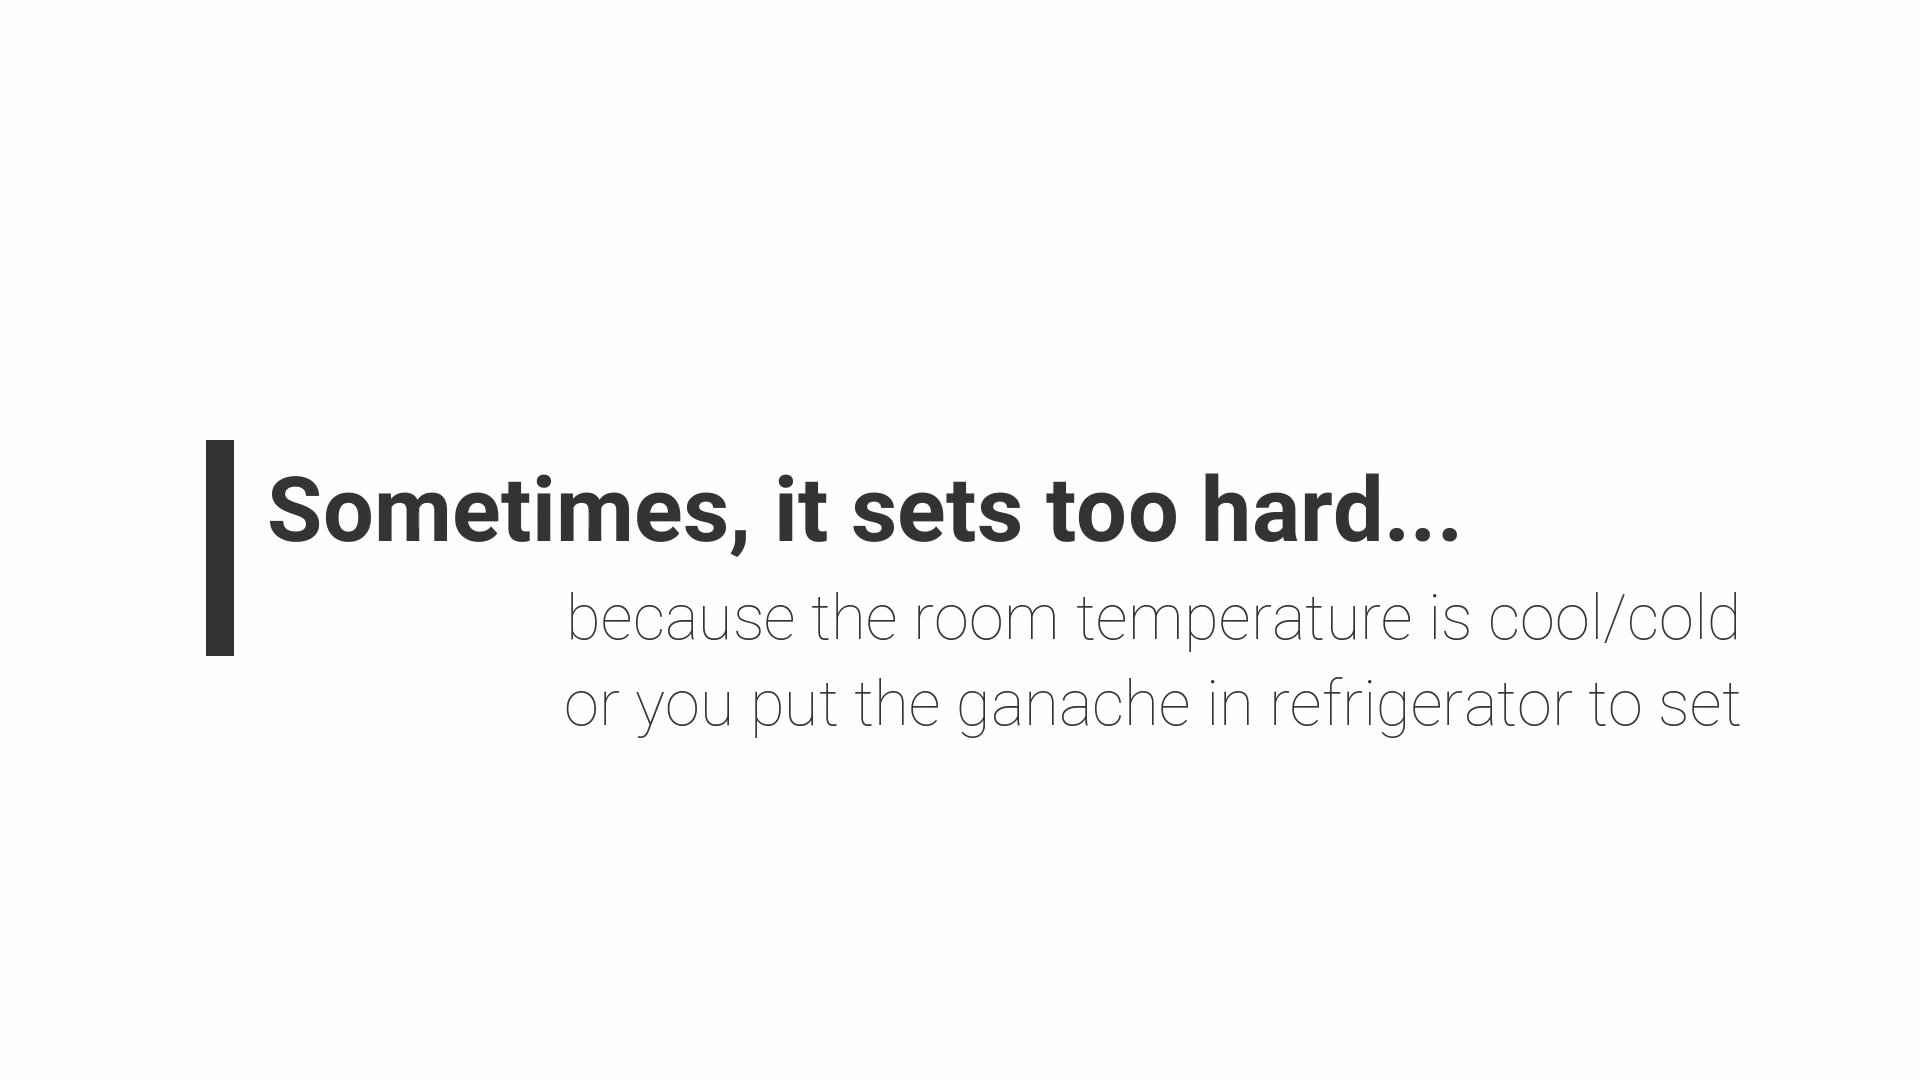 Sometimes, it sets too hard...
because the room temperature is cool/cold
or you put the ganache in refrigerator to set